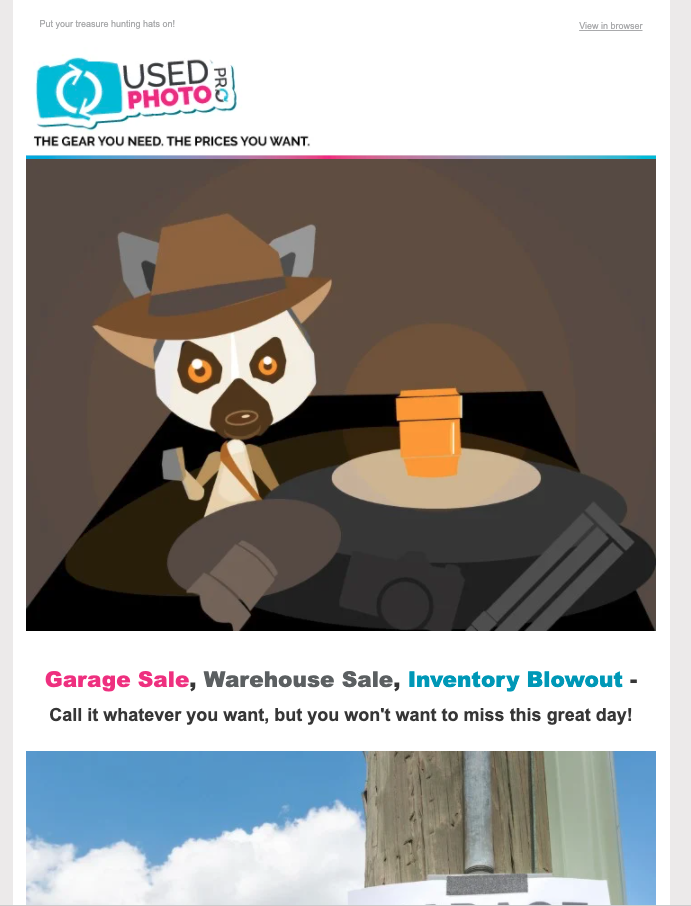 Put your treasure hunting hats on!
View in browser
USED
PHOTO
PRO
THE GEAR YOU NEED. THE PRICES YOU WANT.
Garage Sale, Warehouse Sale, Inventory Blowout -
Call it whatever you want, but you won't want to miss this great day!